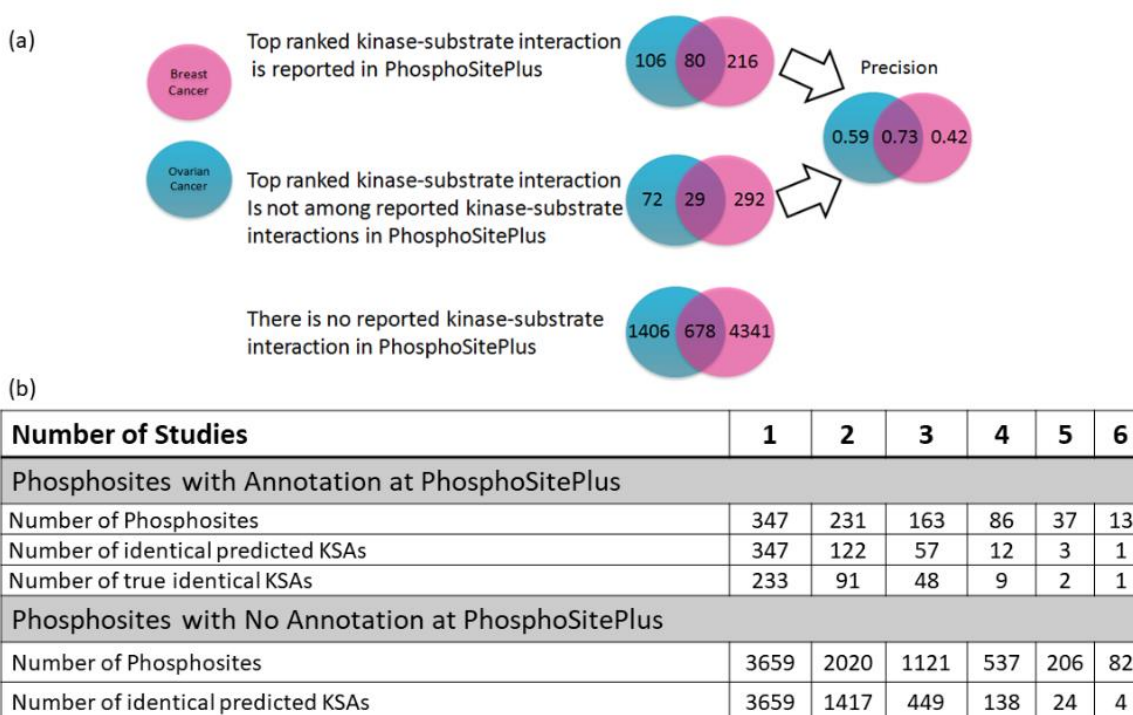 (a)
Breast
Cancer
Ovarian
Cancer
Top ranked kinase-substrate interaction
is reported in PhosphoSitePlus
106 80 216
Precision
0.59 0.73 0.42
Top ranked kinase-substrate interaction
Is not among reported kinase-substrate
interactions in PhosphoSitePlus
72 29 292
There is no reported kinase-substrate
interaction in PhosphoSitePlus
1406 678 4341
(b)
Number of Studies 1 2 3 4 5 6
Phosphosites with Annotation at PhosphoSitePlus
Number of Phosphosites 347 231 163 86 37 13
Number of identical predicted KSAs 347 122 57 12 3 1
Number of true identical KSAs 233 91 48 9 2 1
Phosphosites with No Annotation at PhosphoSitePlus
Number of Phosphosites 3659 2020 1121 537 206 82
Number of identical predicted KSAs 3659 1417 449 138 24 4